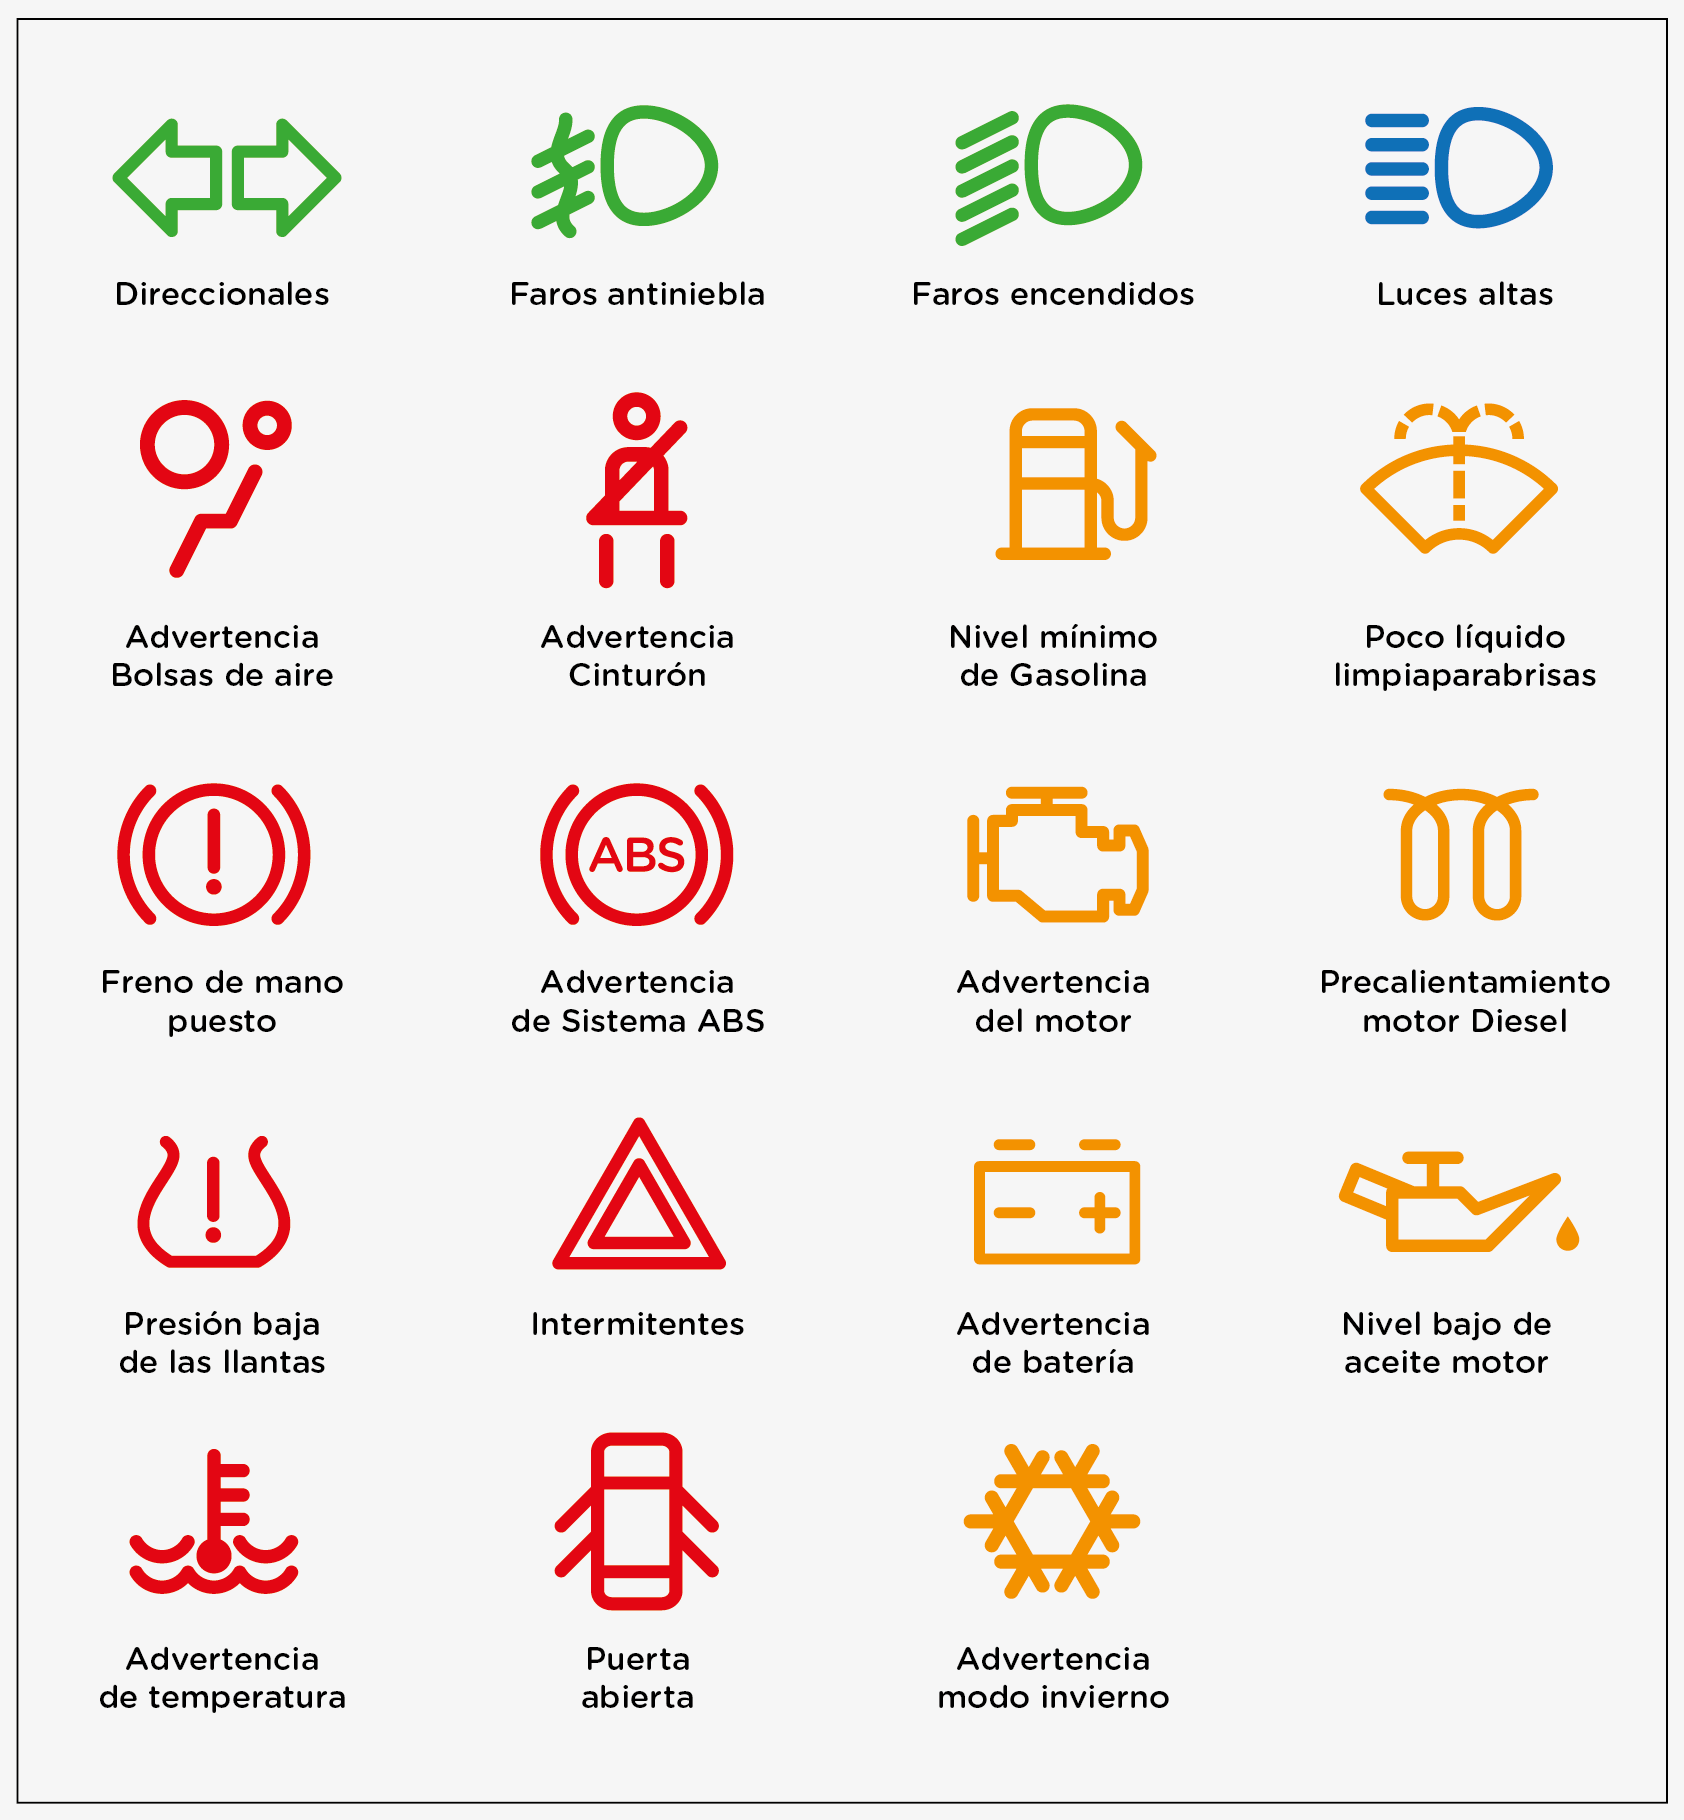 Direccionales
Faros antiniebla
Faros encendidos
Luces altas
Advertencia
Bolsas de aire
Advertencia
Cinturón
Nivel mínimo
de Gasolina
Poco líquido
limpiaparabrisas
Freno de mano
puesto
ABS
Advertencia
de Sistema ABS
Advertencia
del motor
Precalientamiento
motor Diesel
Presión baja
de las llantas
Intermitentes
Advertencia
de batería
Nivel bajo de
aceite motor
Advertencia
de temperatura
Puerta
abierta
Advertencia
modo invierno